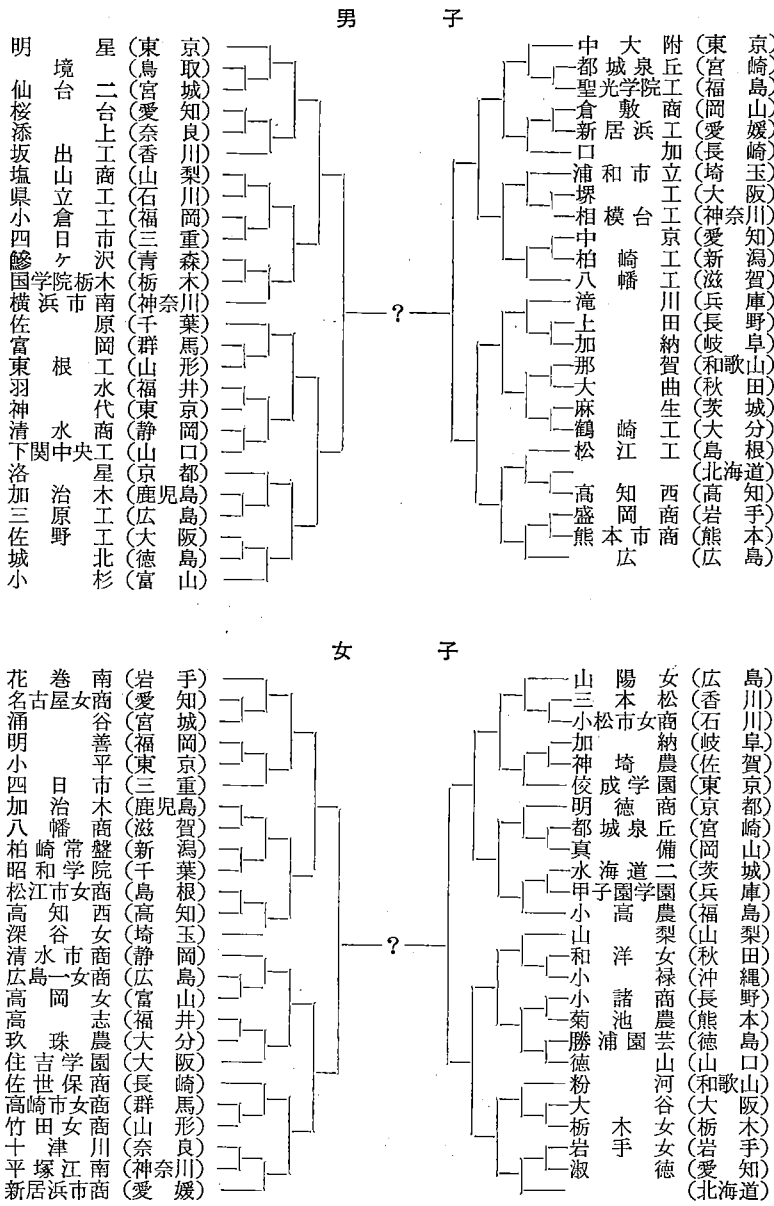 男子
明星(東京)
境(鳥取)
仙台二(宮城)
桜台(愛知)
添上(奈良)
坂出工(香川)
塩山商(山梨)
県立工(石川)
小倉工(福岡)
四日市(三重)
鰺ヶ沢(青森)
国学院栃木(栃木)
横浜市南(神奈川)
佐原(千葉)
富岡(群馬)
東根工(山形)
羽水(福井)
神代(東京)
清水商(静岡)
下関中央工(山口)
洛星(京都)
加治木(鹿児島)
三原工(広島)
佐野工(大阪)
城北(徳島)
小杉(富山)
?
中大附(東京)
都城泉丘(宮崎)
聖光学院工(福島)
倉敷商(岡山)
新居浜工(愛媛)
口加(長崎)
浦和市立(埼玉)
堺工(大阪)
相模台工(神奈川)
中京(愛知)
柏崎工(新潟)
八幡工(滋賀)
滝川(兵庫)
上田(長野)
加納(岐阜)
那賀(和歌山)
大曲(秋田)
麻生(茨城)
鶴崎工(大分)
松江工(島根)
(北海道)
高知西(高知)
盛岡商(岩手)
熊本市商(熊本)
広(広島)
女子
花巻南(岩手)
名古屋女商(愛知)
涌谷(宮城)
明善(福岡)
小平(東京)
四日市(三重)
加治木(鹿児島)
八幡商(滋賀)
柏崎常盤(新潟)
昭和学院(千葉)
松江市女商(島根)
高知西(高知)
深谷女(埼玉)
清水市商(静岡)
広島一女商(広島)
高岡女(富山)
高志(福井)
玖珠農(大分)
住吉学園(大阪)
佐世保商(長崎)
高崎市女商(群馬)
竹田女商(山形)
十津川(奈良)
平塚江南(神奈川)
新居浜市商(愛媛)
?
山陽女(広島)
三本松(香川)
小松市女商(石川)
加納(岐阜)
神埼農(佐賀)
佼成学園(東京)
明徳商(京都)
都城泉丘(宮崎)
真備(岡山)
水海道二(茨城)
甲子園学園(兵庫)
小高農(福島)
山梨(山梨)
和洋女(秋田)
小禄(沖縄)
小諸商(長野)
菊池農(熊本)
勝浦園芸(徳島)
徳山(山口)
粉河(和歌山)
大谷(大阪)
栃木女(栃木)
岩手女(岩手)
淑徳(愛知)
(北海道)